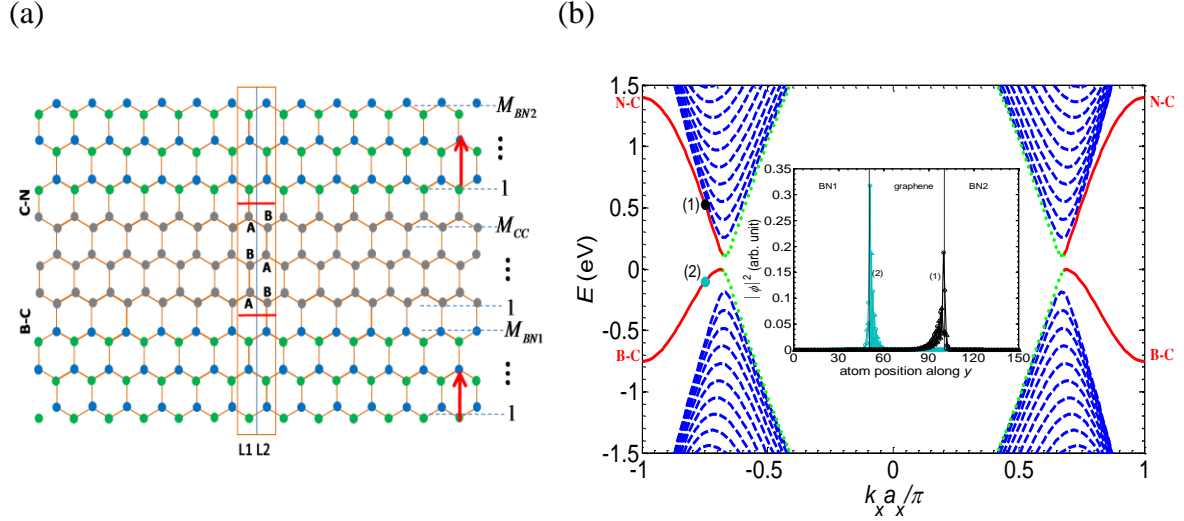 (a)
(b)
M_BN2
⋮
1
C-N
M_CC
⋮
1
B-C
M_BN1
⋮
1
B
A
B
A
B
A
L1 L2
1.5
1
0.5
0
-0.5
-1
-1.5
E (eV)
N-C
N-C
B-C
B-C
(1)
(2)
0.35
0.3
0.25
0.2
0.15
0.1
0.05
0
|ϕ|² (arb. unit)
BN1 graphene BN2
(2)
(1)
0 30 60 90 120 150
atom position along y
-1 -0.5 0 0.5 1
k_x a_x/π